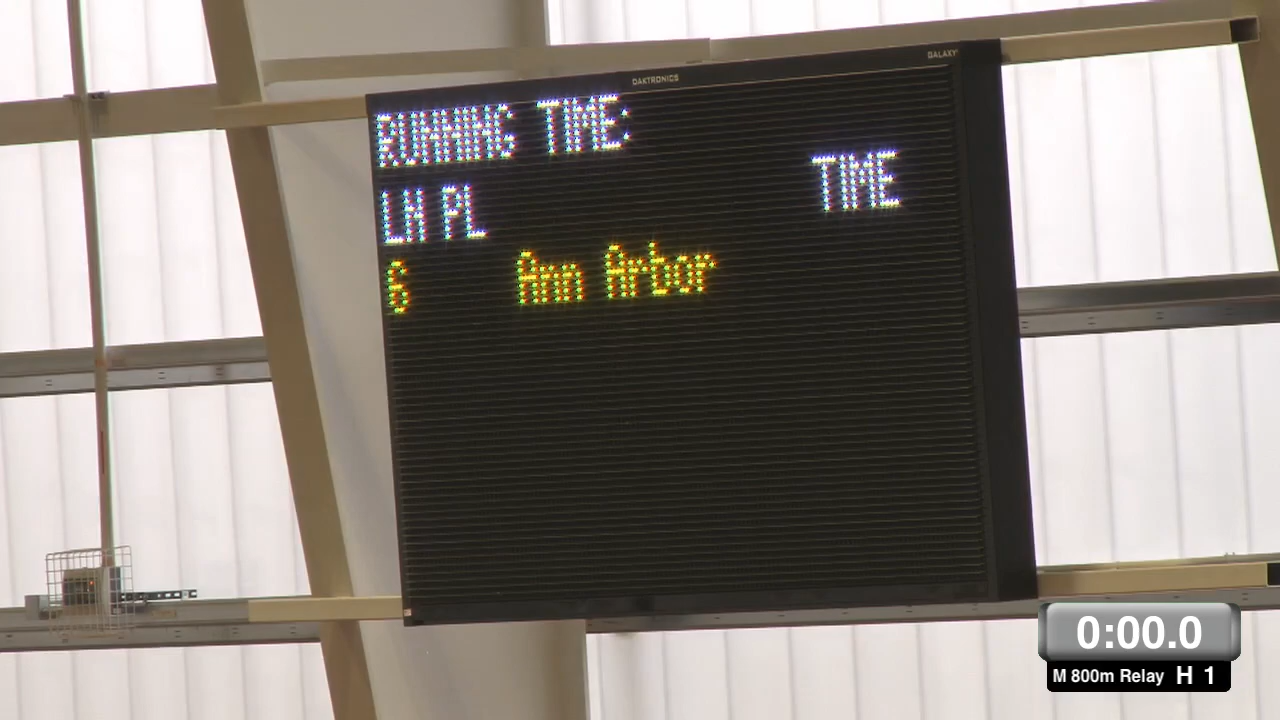 DAKTRONICS
GALAXY
RUNNING TIME:
LN PL TIME
6 Ann Arbor
0:00.0
M 800m Relay H 1